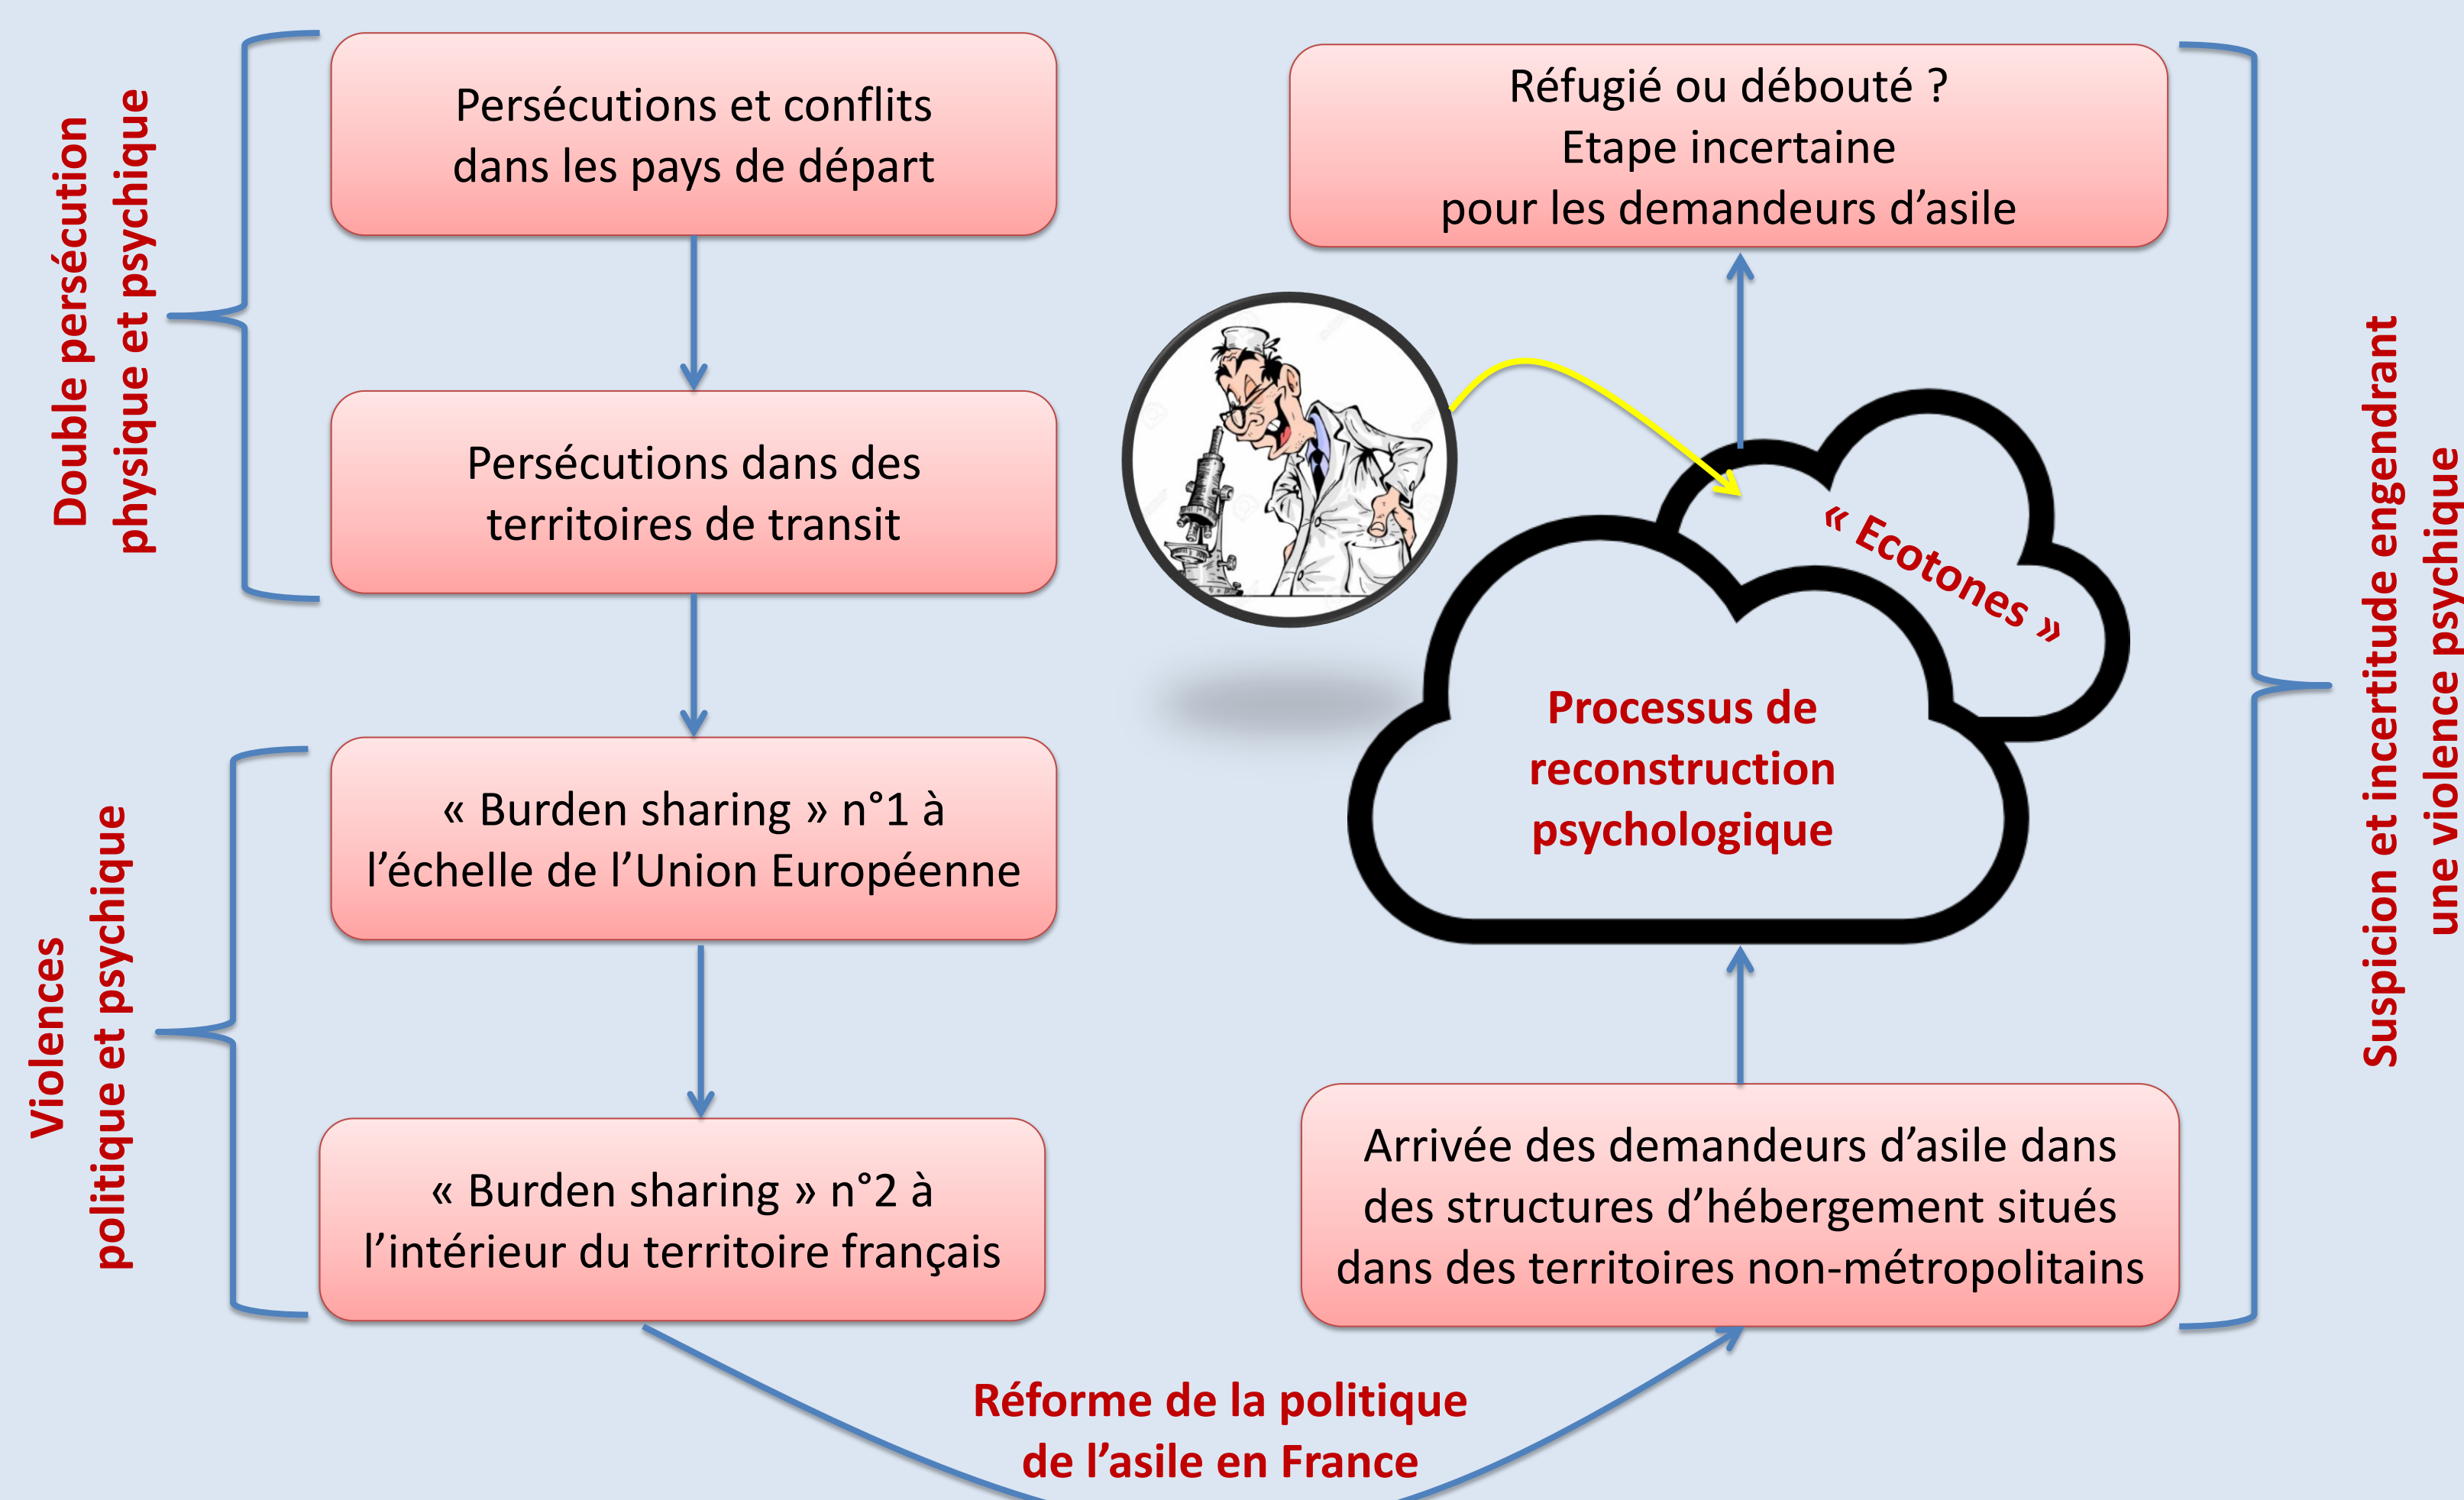 Double persécution
physique et psychique
Persécutions et conflits
dans les pays de départ
Persécutions dans des
territoires de transit
Violences
politique et psychique
« Burden sharing » n°1 à
l’échelle de l’Union Européenne
« Burden sharing » n°2 à
l’intérieur du territoire français
Réforme de la politique
de l’asile en France
Arrivée des demandeurs d’asile dans
des structures d’hébergement situés
dans des territoires non-métropolitains
Processus de
reconstruction
psychologique
« Ecotones »
Réfugié ou débouté ?
Etape incertaine
pour les demandeurs d’asile
Suspicion et incertitude engendrant
une violence psychique